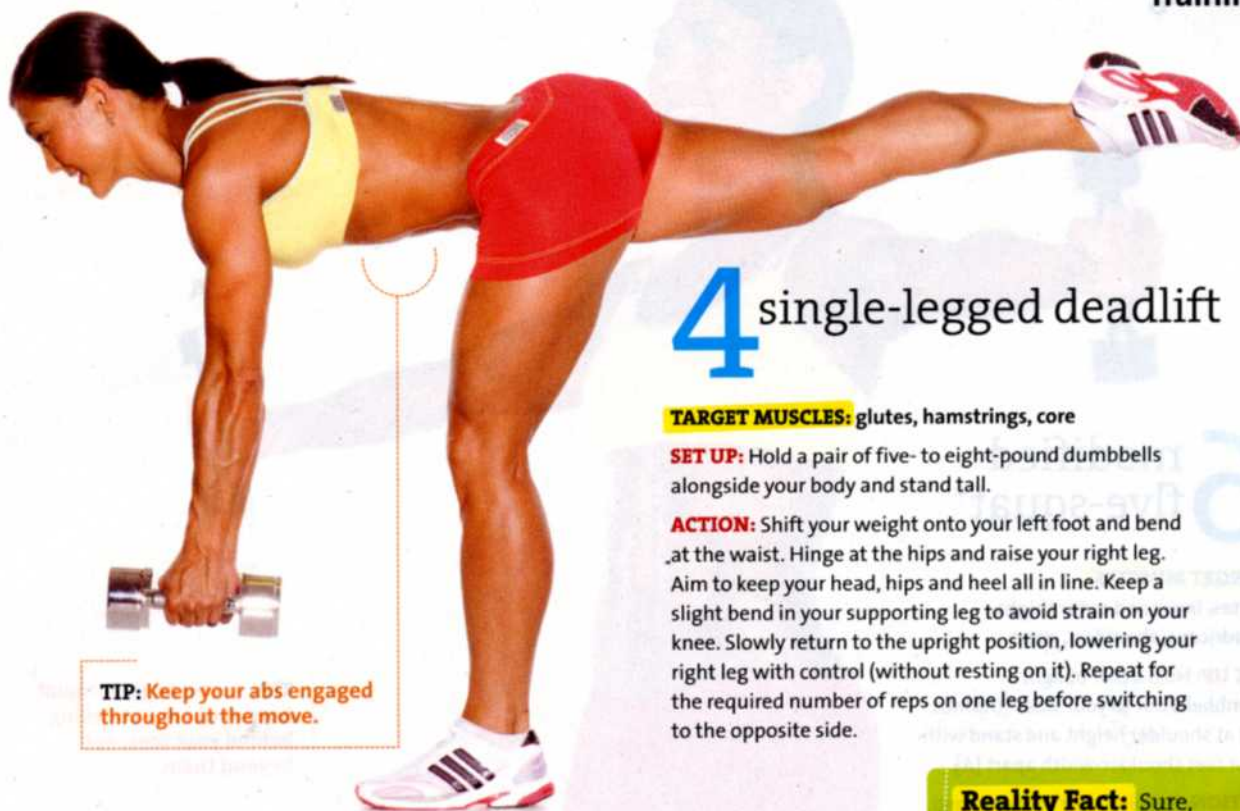 4 single-legged deadlift
TARGET MUSCLES: glutes, hamstrings, core
SET UP: Hold a pair of five- to eight-pound dumbbells
alongside your body and stand tall.
ACTION: Shift your weight onto your left foot and bend
at the waist. Hinge at the hips and raise your right leg.
Aim to keep your head, hips and heel all in line. Keep a
slight bend in your supporting leg to avoid strain on your
knee. Slowly return to the upright position, lowering your
right leg with control (without resting on it). Repeat for
the required number of reps on one leg before switching
to the opposite side.
TIP: Keep your abs engaged
throughout the move.
Reality Fact: Sure,